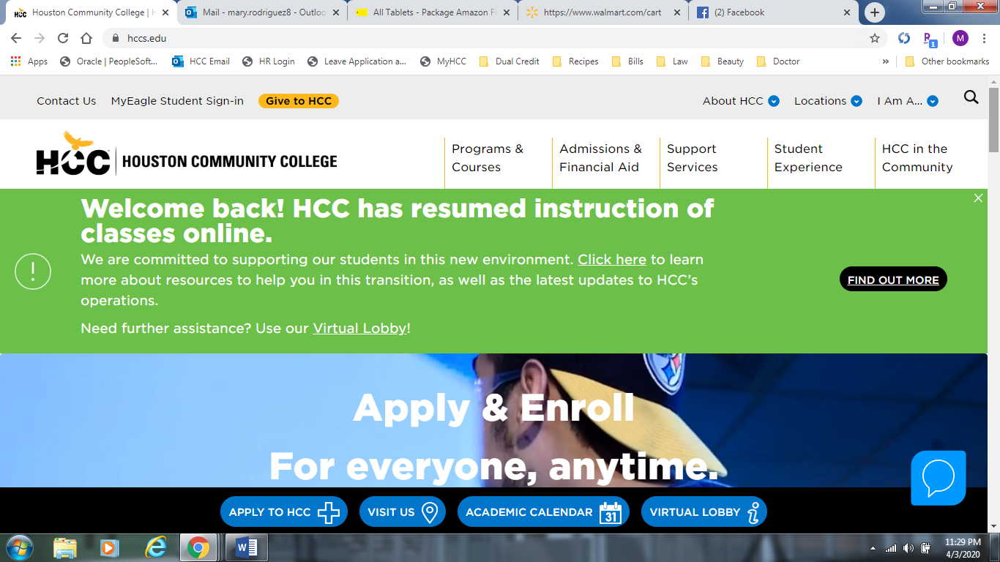 Houston Community College | H
Mail - mary.rodriguez8 - Outloo
All Tablets - Package Amazon Fi
https://www.walmart.com/cart
(2) Facebook
hccs.edu
1
M
Apps
Oracle | PeopleSoft...
HCC Email
HR Login
Leave Application a...
MyHCC
Dual Credit
Recipes
Bills
Law
Beauty
Doctor
»
Other bookmarks
Contact Us
MyEagle Student Sign-in
Give to HCC
About HCC
Locations
I Am A...
HCC | HOUSTON COMMUNITY COLLEGE
Programs &
Courses
Admissions &
Financial Aid
Support
Services
Student
Experience
HCC in the
Community
Welcome back! HCC has resumed instruction of
classes online.
We are committed to supporting our students in this new environment. Click here to learn
more about resources to help you in this transition, as well as the latest updates to HCC's
operations.
Need further assistance? Use our Virtual Lobby!
FIND OUT MORE
Apply & Enroll
For everyone, anytime.
APPLY TO HCC
VISIT US
ACADEMIC CALENDAR
31
VIRTUAL LOBBY
11:29 PM
4/3/2020